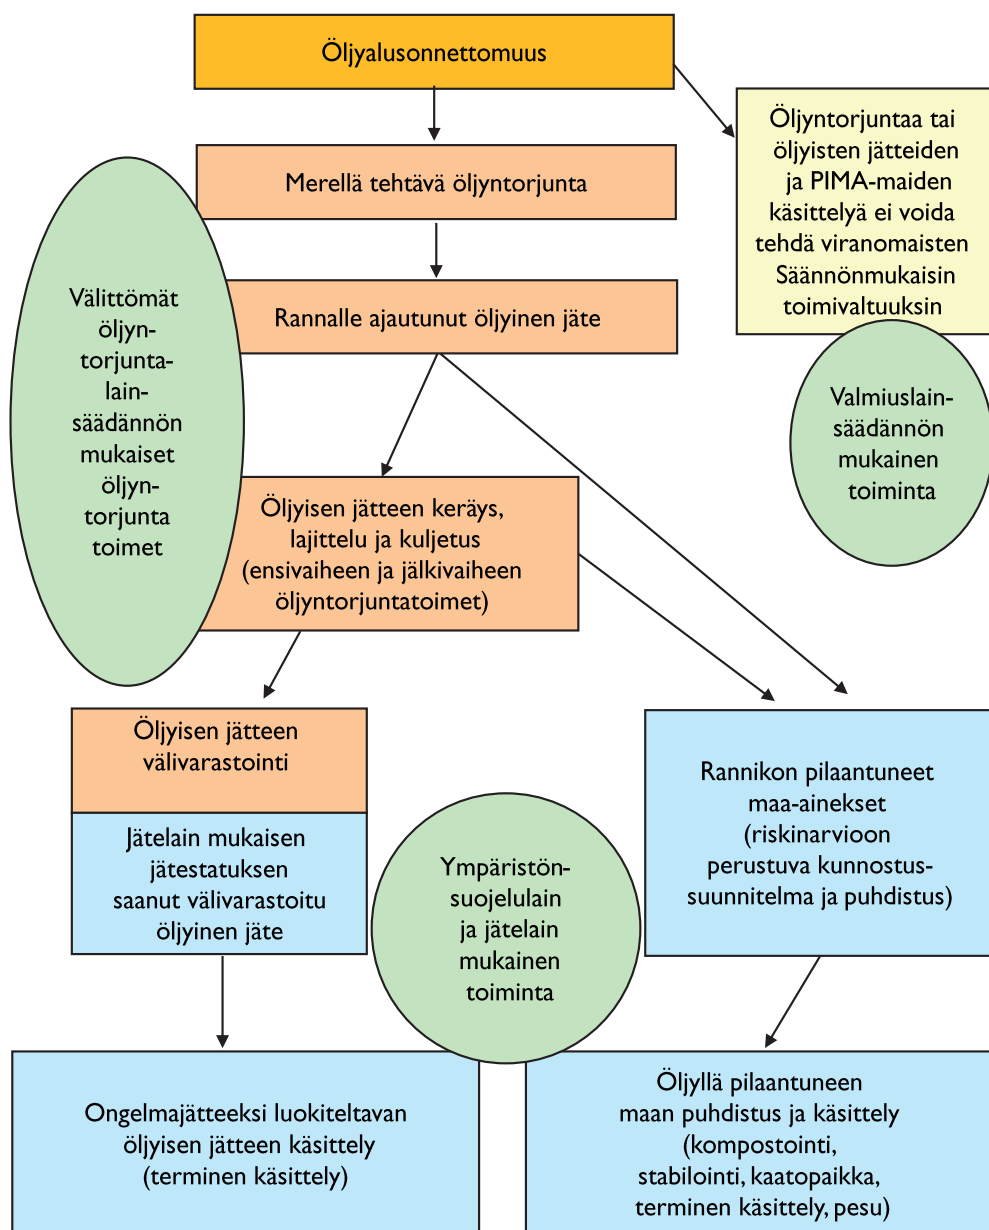 Öljyalusonnettomuus
Öljyntorjuntaa tai
öljyisten jätteiden
ja PIMA-maiden
käsittelyä ei voida
tehdä viranomaisten
Säännönmukaisin
toimivaltuuksin
Merellä tehtävä öljyntorjunta
Rannalle ajautunut öljyinen jäte
Välittömät
öljyn-
torjunta-
lain-
säädännön
mukaiset
öljyn-
torjunta
toimet
Valmiuslain-
säädännön
mukainen
toiminta
Öljyisen jätteen keräys,
lajittelu ja kuljetus
(ensivaiheen ja jälkivaiheen
öljyntorjuntatoimet)
Öljyisen jätteen
välivarastointi
Jätelain mukaisen
jätestatuksen
saanut välivarastoitu
öljyinen jäte
Rannikon pilaantuneet
maa-ainekset
(riskinarvioon
perustuva kunnostus-
suunnitelma ja puhdistus)
Ympäristön-
suojelulain
ja jätelain
mukainen
toiminta
Ongelmajätteeksi luokiteltavan
öljyisen jätteen käsittely
(terminen käsittely)
Öljyllä pilaantuneen
maan puhdistus ja käsittely
(kompostointi,
stabilointi, kaatopaikka,
terminen käsittely, pesu)